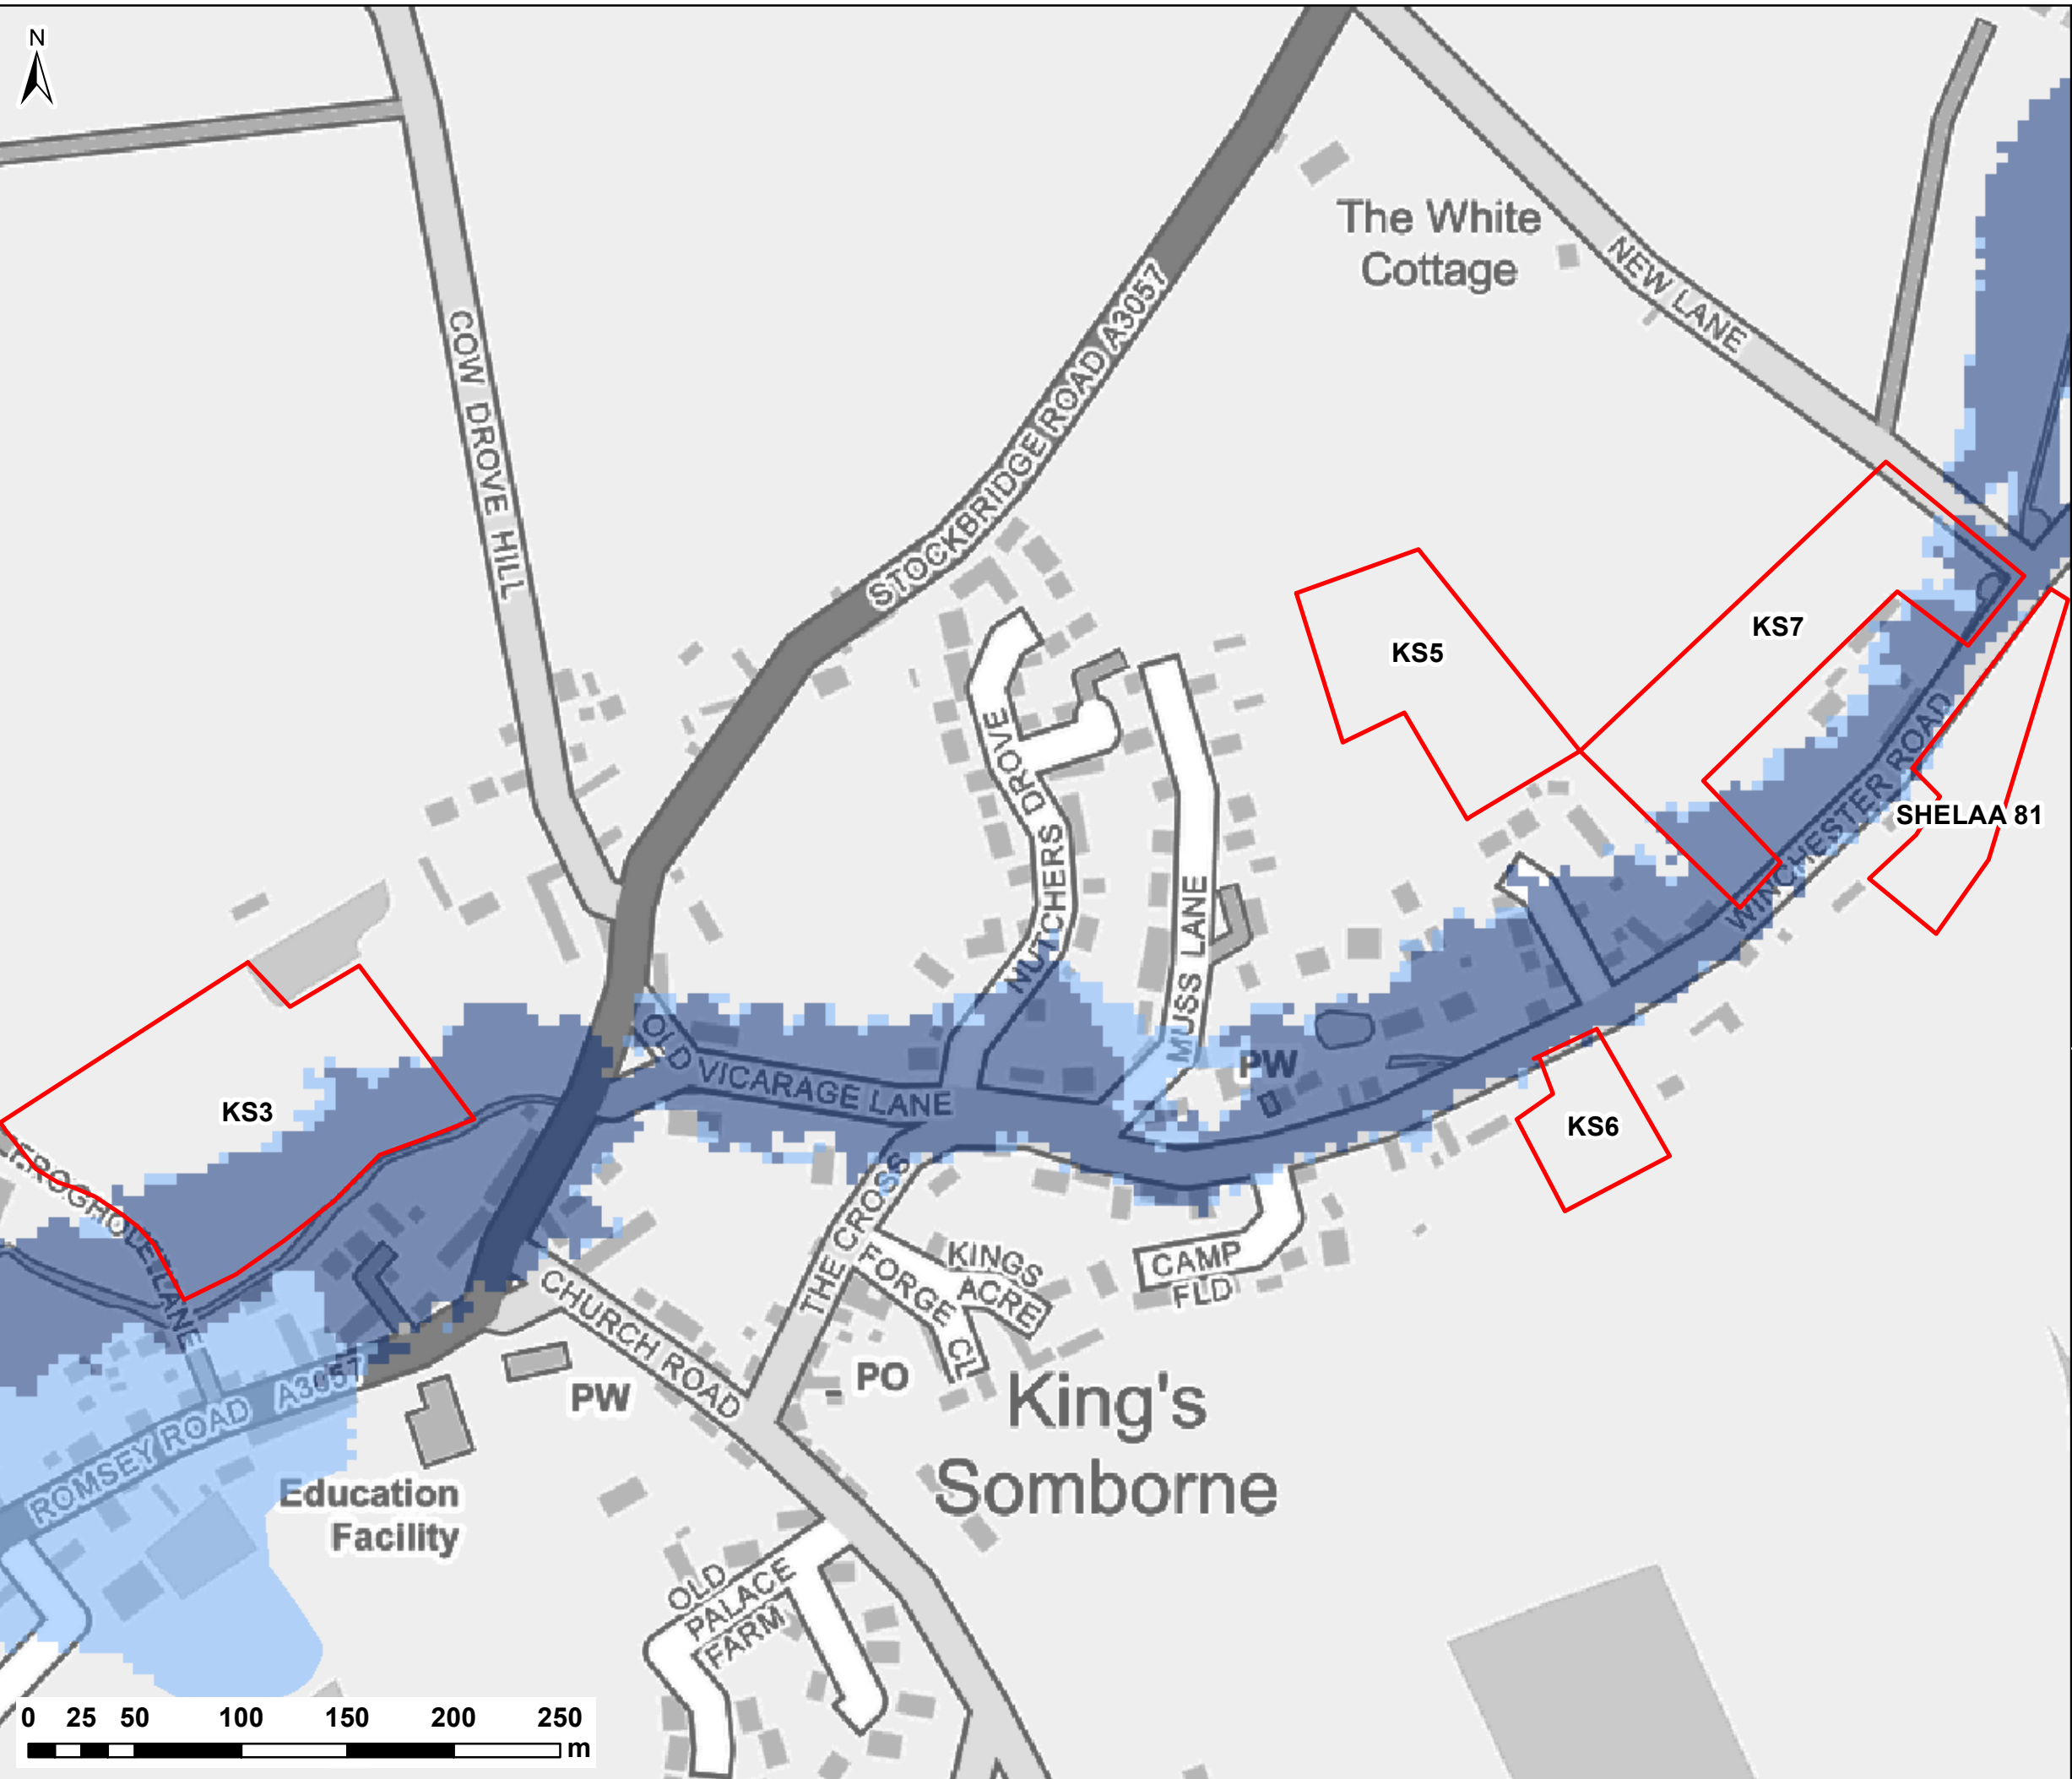 N
The White
Cottage
NEW LANE
COW DROVE HILL
STOCKBRIDGE ROAD A3057
KS5
KS7
NUTCHERS DROVE
MUSS LANE
WINCHESTER ROAD
SHELAA 81
KS3
OLD VICARAGE LANE
PW
KS6
FROGHOLE LANE
THE CROSS
KINGS
ACRE
FORGE CL
CAMP
FLD
CHURCH ROAD
PO
PW
King's
Somborne
ROMSEY ROAD A3057
Education
Facility
OLD
PALACE
FARM
0 25 50 100 150 200 250
m